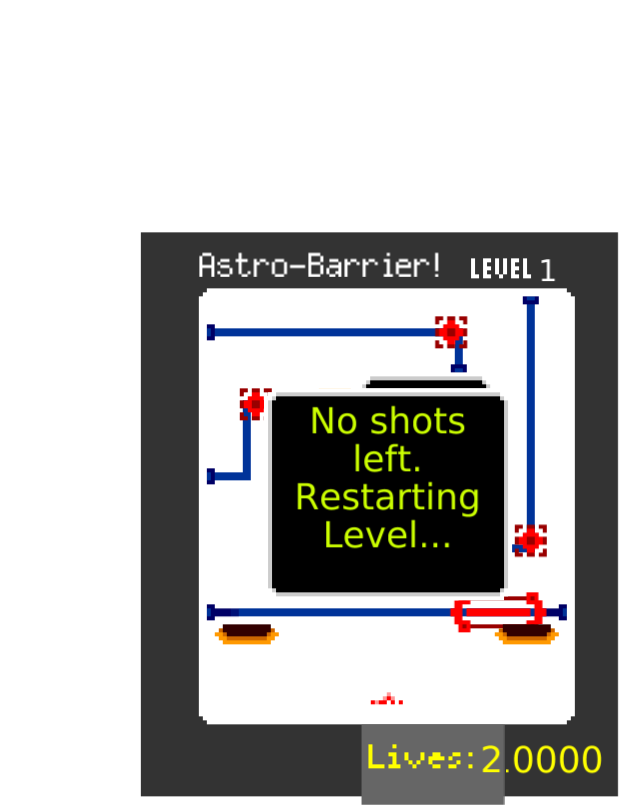 Astro-Barrier! LEVEL 1
No shots
left.
Restarting
Level...
Lives: 2.0000